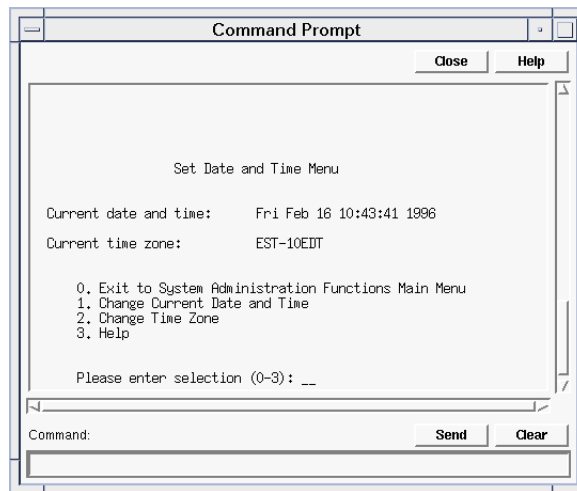 Command Prompt
Close Help
Set Date and Time Menu
Current date and time: Fri Feb 16 10:43:41 1996
Current time zone: EST-10EDT
0. Exit to System Administration Functions Main Menu
1. Change Current Date and Time
2. Change Time Zone
3. Help
Please enter selection (0-3): __
Command: Send Clear